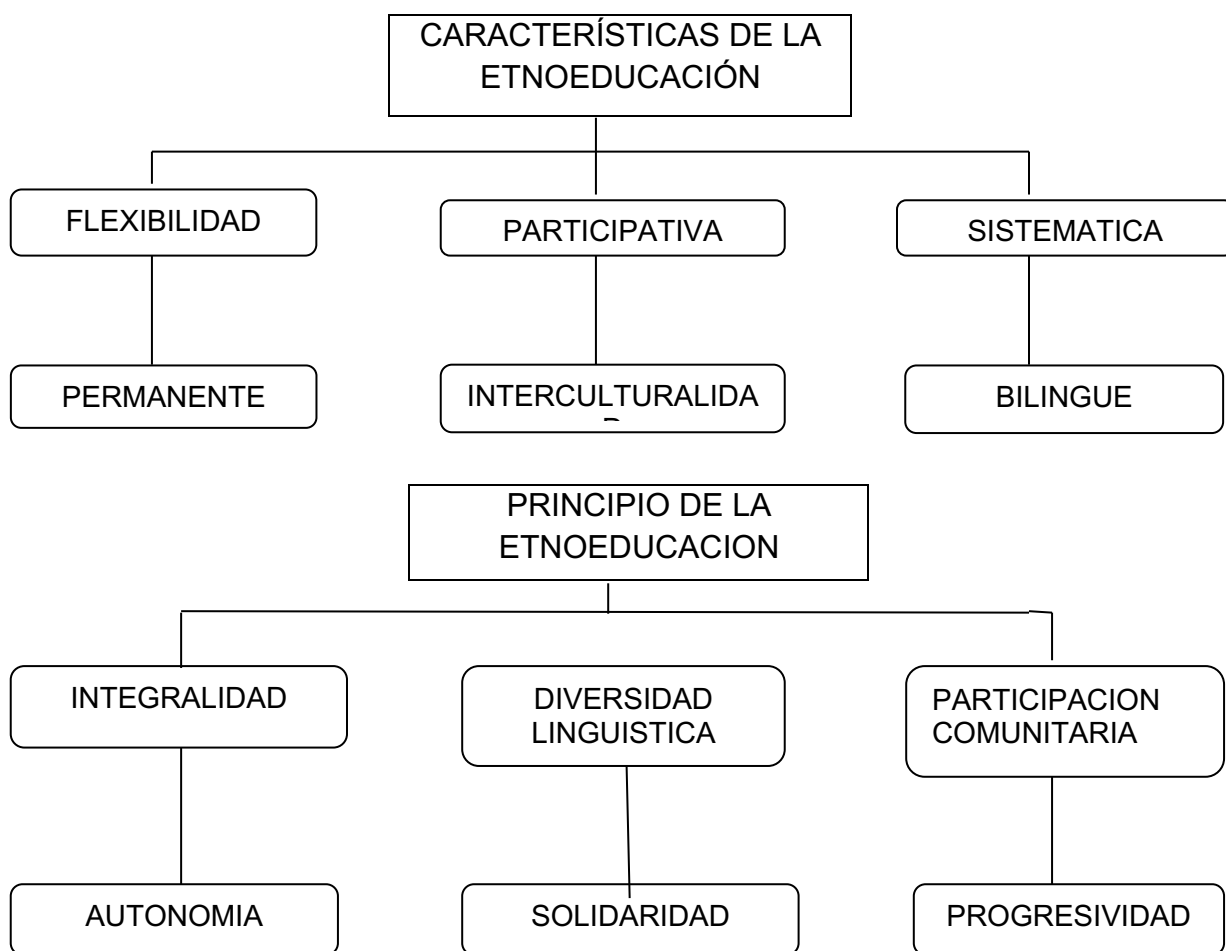 CARACTERÍSTICAS DE LA
ETNOEDUCACIÓN
FLEXIBILIDAD
PARTICIPATIVA
SISTEMATICA
PERMANENTE
INTERCULTURALIDA
BILINGUE
PRINCIPIO DE LA
ETNOEDUCACION
INTEGRALIDAD
DIVERSIDAD
LINGUISTICA
PARTICIPACION
COMUNITARIA
AUTONOMIA
SOLIDARIDAD
PROGRESIVIDAD